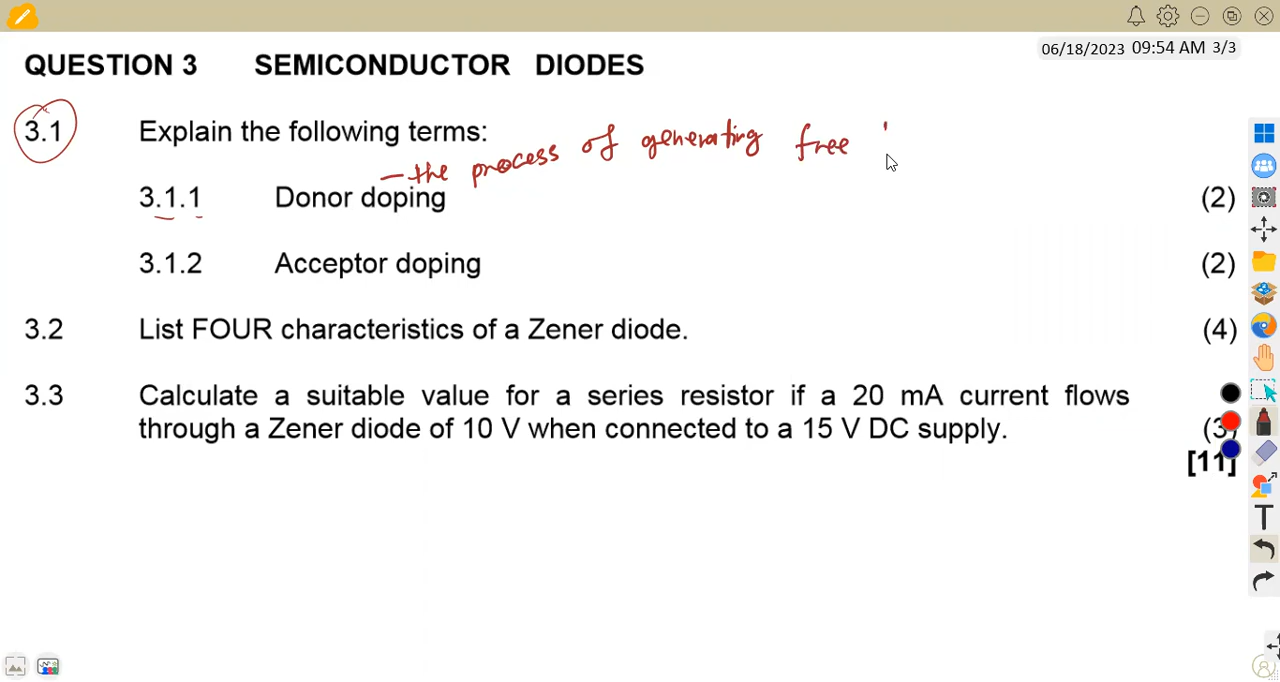 06/18/2023 09:54 AM 3/3
QUESTION 3 SEMICONDUCTOR DIODES
3.1 Explain the following terms:
– the process of generating free
3.1.1 Donor doping (2)
3.1.2 Acceptor doping (2)
3.2 List FOUR characteristics of a Zener diode. (4)
3.3 Calculate a suitable value for a series resistor if a 20 mA current flows
through a Zener diode of 10 V when connected to a 15 V DC supply. (3)
[11]
T